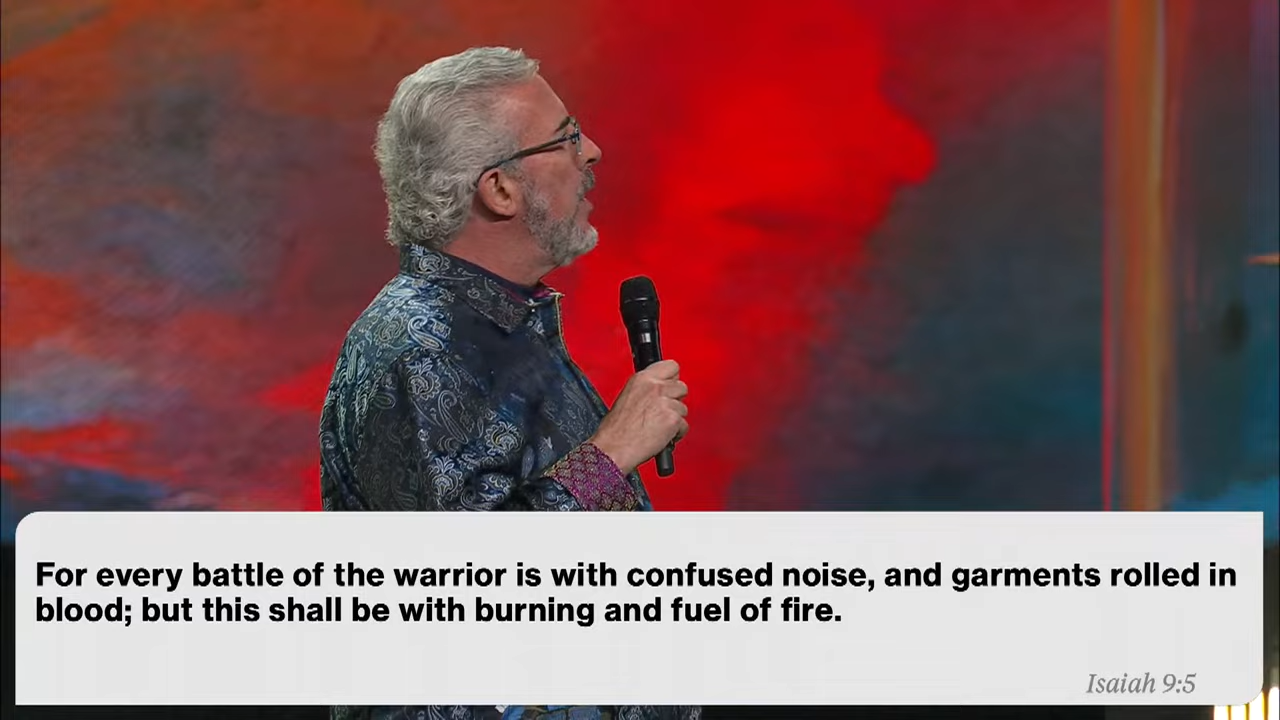 For every battle of the warrior is with confused noise, and garments rolled in
blood; but this shall be with burning and fuel of fire.
Isaiah 9:5